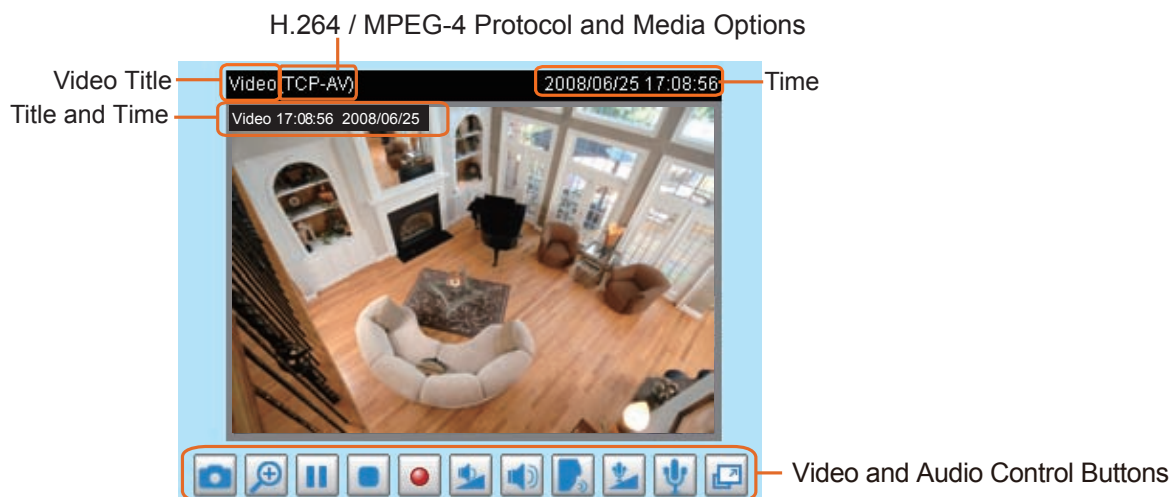 H.264 / MPEG-4 Protocol and Media Options
Video Title
Video (TCP-AV)
2008/06/25 17:08:56
Time
Title and Time
Video 17:08:56 2008/06/25
Video and Audio Control Buttons